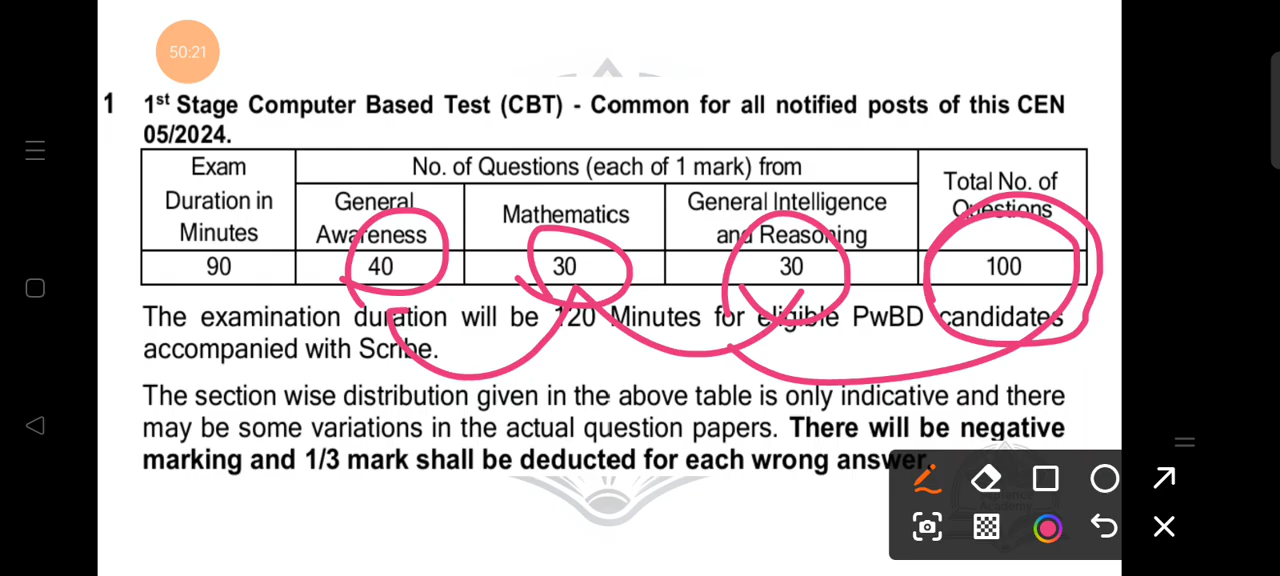 50:21
1 1st Stage Computer Based Test (CBT) - Common for all notified posts of this CEN
05/2024.
Exam Duration in Minutes
No. of Questions (each of 1 mark) from
Total No. of Questions
General Awareness
Mathematics
General Intelligence and Reasoning
90 40 30 30 100
The examination duration will be 120 Minutes for eligible PwBD candidates
accompanied with Scribe.
The section wise distribution given in the above table is only indicative and there
may be some variations in the actual question papers. There will be negative
marking and 1/3 mark shall be deducted for each wrong answer.